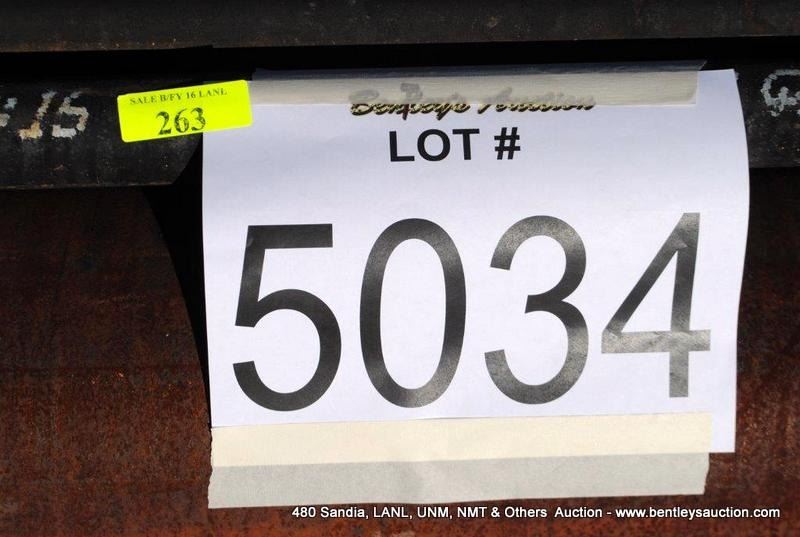 SALE B/FY 16 LANL
263
Bentley's Auction
LOT #
5034
480 Sandia, LANL, UNM, NMT & Others Auction - www.bentleysauction.com